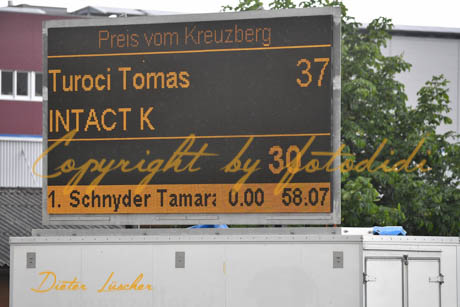 Preis vom Kreuzberg
Turoci Tomas 37
INTACT K
Copyright by fotodidi
30
1. Schnyder Tamara 0.00 58.07
Dieter Lüscher